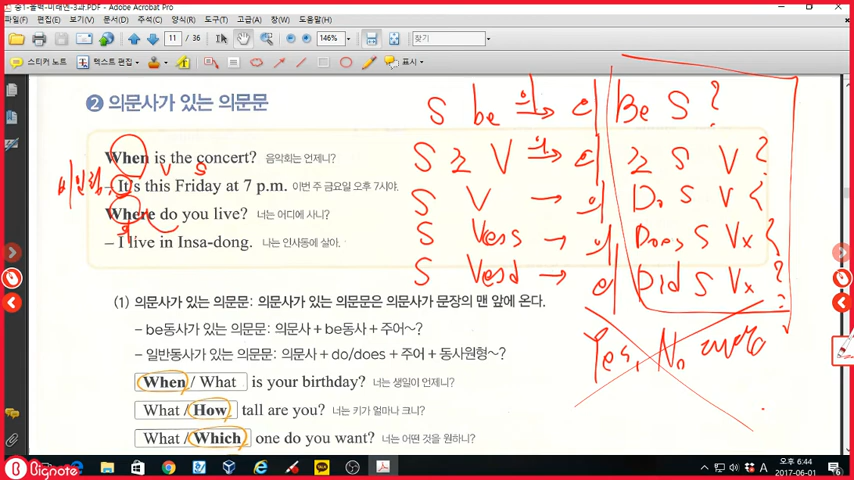 중1-출력-미래엔-3과.PDF - Adobe Acrobat Pro
파일(F) 편집(E) 보기(V) 문서(D) 주석(C) 양식(R) 도구(T) 고급(A) 창(W) 도움말(H)
11 / 36 146% 찾기
스티커 노트 텍스트 편집 표시
2 의문사가 있는 의문문
When is the concert? 음악회는 언제니?
V S
비인칭
– It's this Friday at 7 p.m. 이번 주 금요일 오후 7시야.
Where do you live? 너는 어디에 사니?
– I live in Insa-dong. 나는 인사동에 살아.
S be → Be S ?
S 조 V → 조 S V ?
S V → Do S V ?
S Ves → Does S Vx ?
S Ved → Did S Vx ?
Yes, No
(1) 의문사가 있는 의문문: 의문사가 있는 의문문은 의문사가 문장의 맨 앞에 온다.
– be동사가 있는 의문문: 의문사 + be동사 + 주어~?
– 일반동사가 있는 의문문: 의문사 + do/does + 주어 + 동사원형~?
When / What is your birthday? 너는 생일이 언제니?
What / How tall are you? 너는 키가 얼마나 크니?
What / Which one do you want? 너는 어떤 것을 원하니?
Bignote
A 오후 6:44
2017-06-01